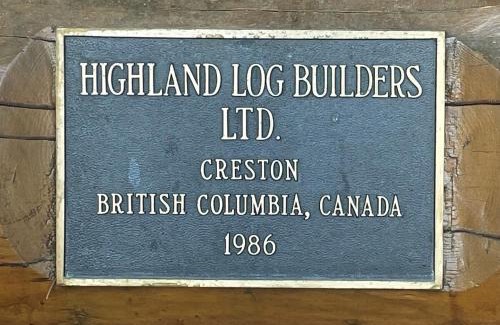 HIGHLAND LOG BUILDERS
LTD.
CRESTON
BRITISH COLUMBIA, CANADA
1986